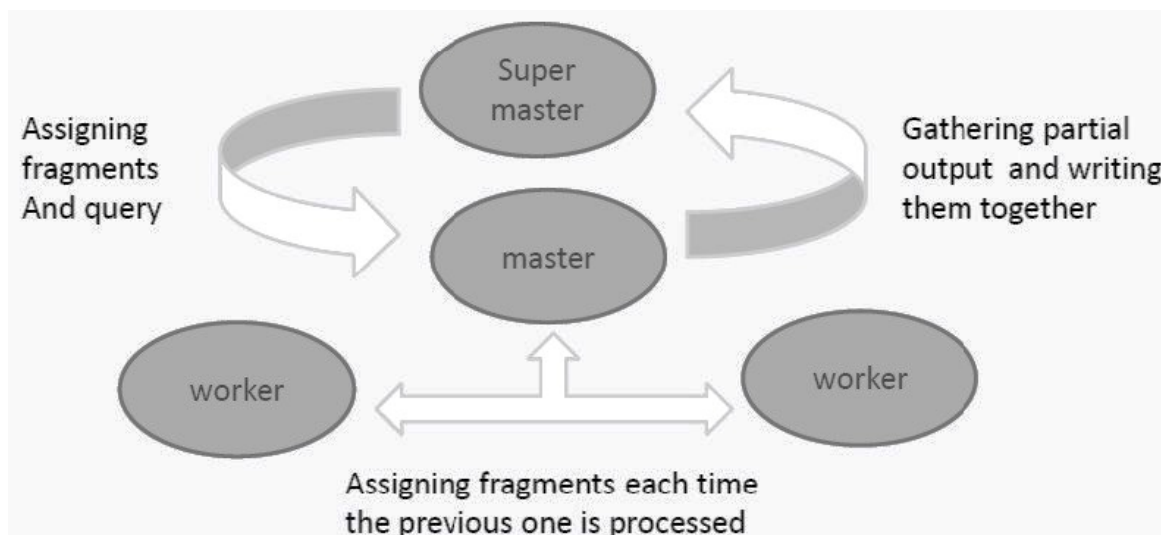 Super
master
Assigning
fragments
And query
Gathering partial
output and writing
them together
master
worker
worker
Assigning fragments each time
the previous one is processed